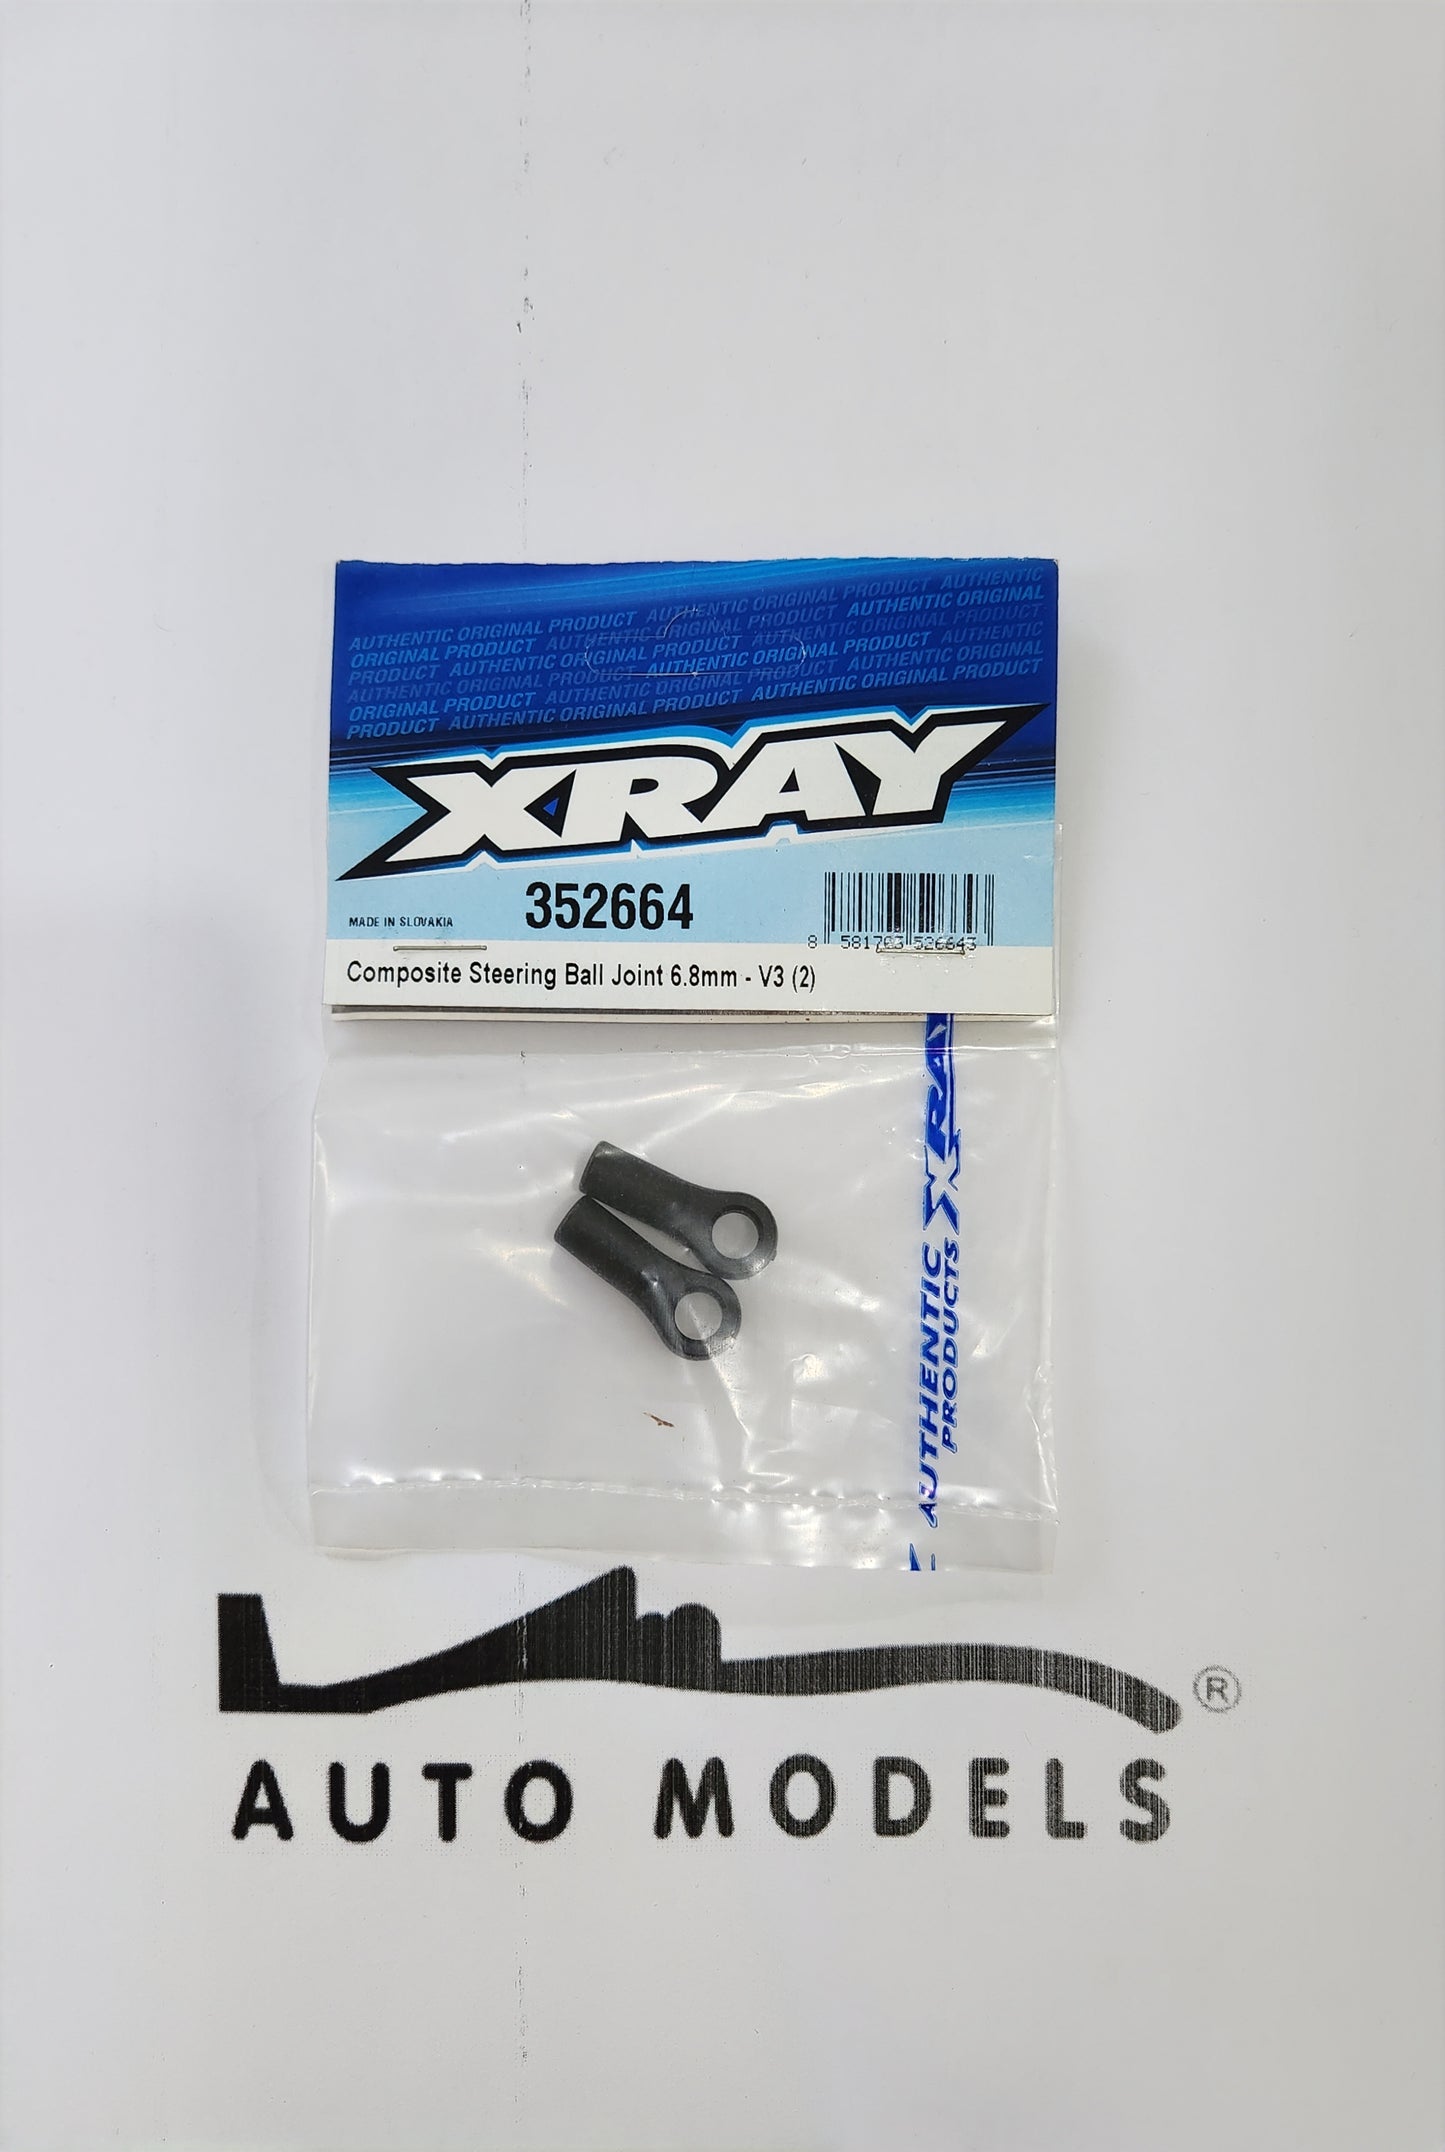 AUTHENTIC ORIGINAL PRODUCT AUTHENTIC ORIGINAL PRODUCT AUTHENTIC
ORIGINAL PRODUCT AUTHENTIC ORIGINAL PRODUCT AUTHENTIC ORIGINAL
PRODUCT AUTHENTIC ORIGINAL PRODUCT AUTHENTIC ORIGINAL PRODUCT
AUTHENTIC ORIGINAL PRODUCT AUTHENTIC ORIGINAL PRODUCT AUTHENTIC
ORIGINAL PRODUCT AUTHENTIC ORIGINAL PRODUCT AUTHENTIC ORIGINAL
PRODUCT AUTHENTIC ORIGINAL PRODUCT AUTHENTIC ORIGINAL PRODUCT
XRAY
MADE IN SLOVAKIA
352664
8 581703 526643
Composite Steering Ball Joint 6.8mm - V3 (2)
AUTHENTIC XRAY
PRODUCTS
®
AUTO MODELS